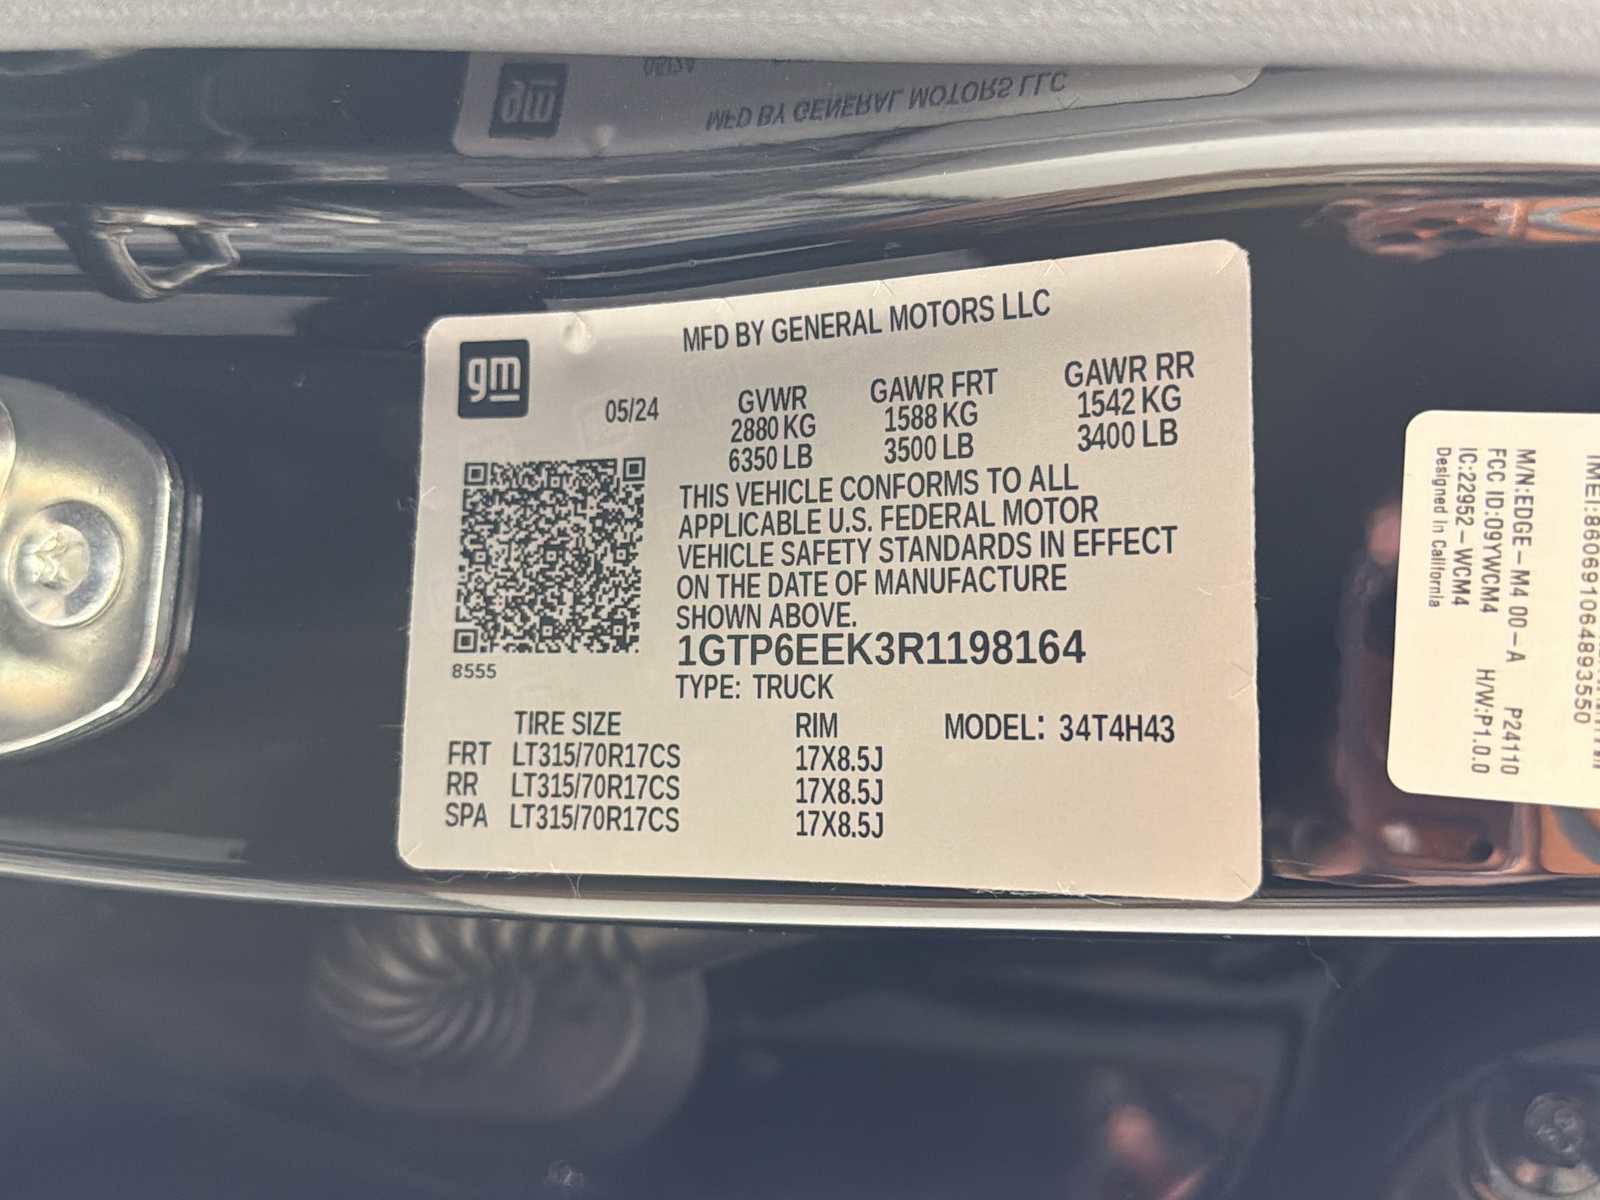 MFD BY GENERAL MOTORS LLC
gm
MFD BY GENERAL MOTORS LLC
05/24
GVWR
2880 KG
6350 LB
GAWR FRT
1588 KG
3500 LB
GAWR RR
1542 KG
3400 LB
THIS VEHICLE CONFORMS TO ALL
APPLICABLE U.S. FEDERAL MOTOR
VEHICLE SAFETY STANDARDS IN EFFECT
ON THE DATE OF MANUFACTURE
SHOWN ABOVE.
1GTP6EEK3R1198164
TYPE: TRUCK
8555
TIRE SIZE RIM MODEL: 34T4H43
FRT LT315/70R17CS 17X8.5J
RR LT315/70R17CS 17X8.5J
SPA LT315/70R17CS 17X8.5J
IMEI:860691064893550
M/N:EDGE-M4 00-A P24110
FCC ID:09YWCM4 H/W:P1.0.0
IC:22952-WCM4
Designed in California